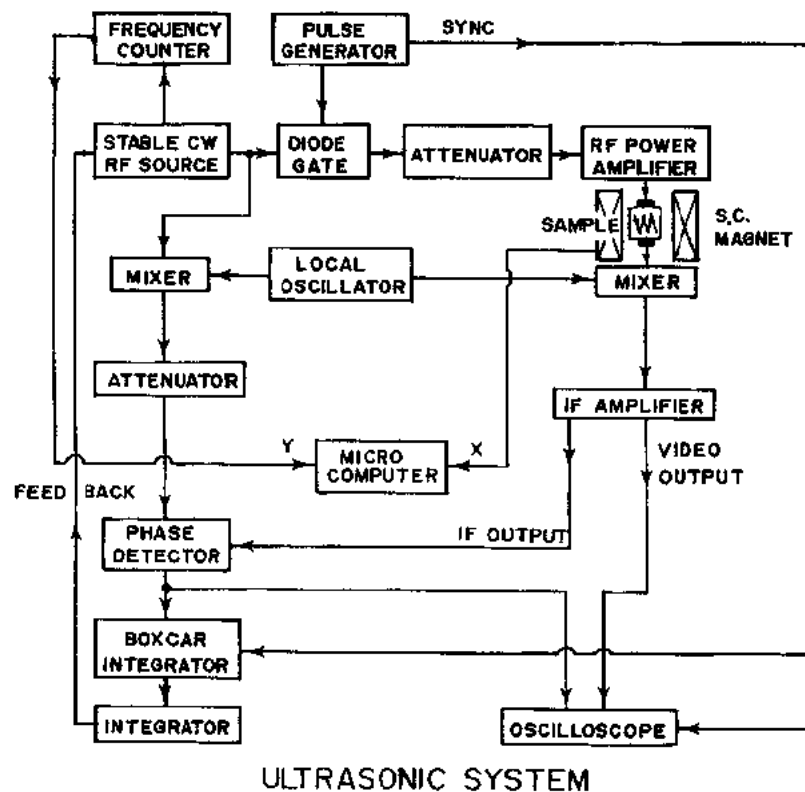 FREQUENCY
COUNTER
PULSE
GENERATOR
SYNC
STABLE CW
RF SOURCE
DIODE
GATE
ATTENUATOR
RF POWER
AMPLIFIER
SAMPLE
S.C.
MAGNET
MIXER
LOCAL
OSCILLATOR
MIXER
ATTENUATOR
IF AMPLIFIER
Y
MICRO
COMPUTER
X
VIDEO
OUTPUT
FEED BACK
PHASE
DETECTOR
IF OUTPUT
BOXCAR
INTEGRATOR
INTEGRATOR
OSCILLOSCOPE
ULTRASONIC SYSTEM